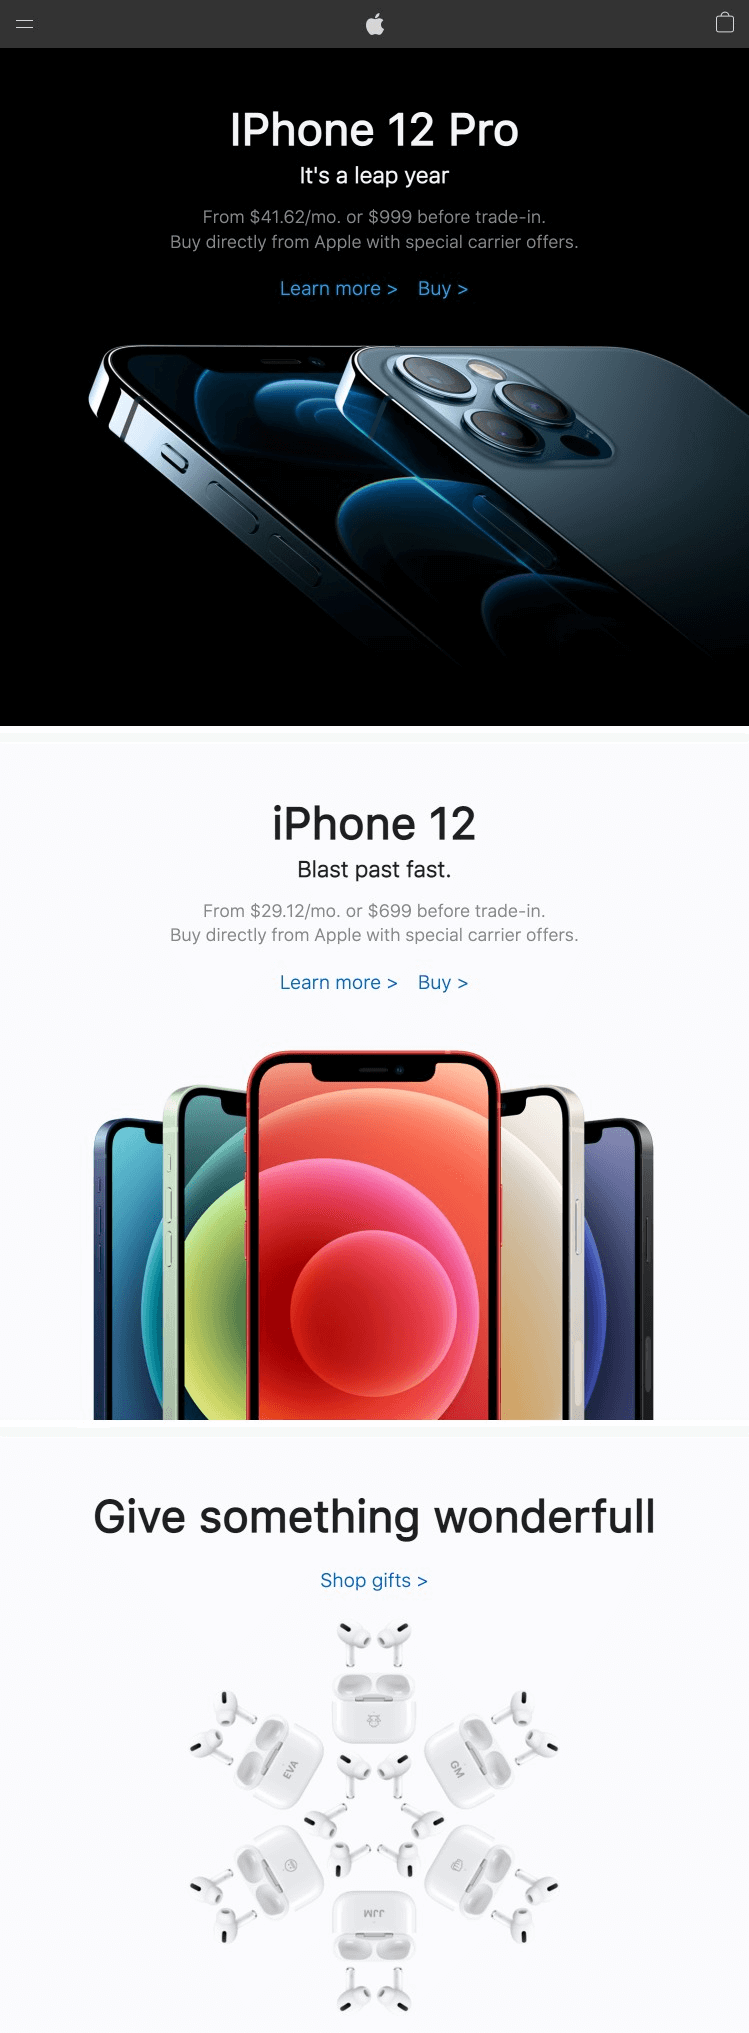 IPhone 12 Pro
It's a leap year
From $41.62/mo. or $999 before trade-in.
Buy directly from Apple with special carrier offers.
Learn more > Buy >
iPhone 12
Blast past fast.
From $29.12/mo. or $699 before trade-in.
Buy directly from Apple with special carrier offers.
Learn more > Buy >
Give something wonderfull
Shop gifts >
EVA
GM
MJJ